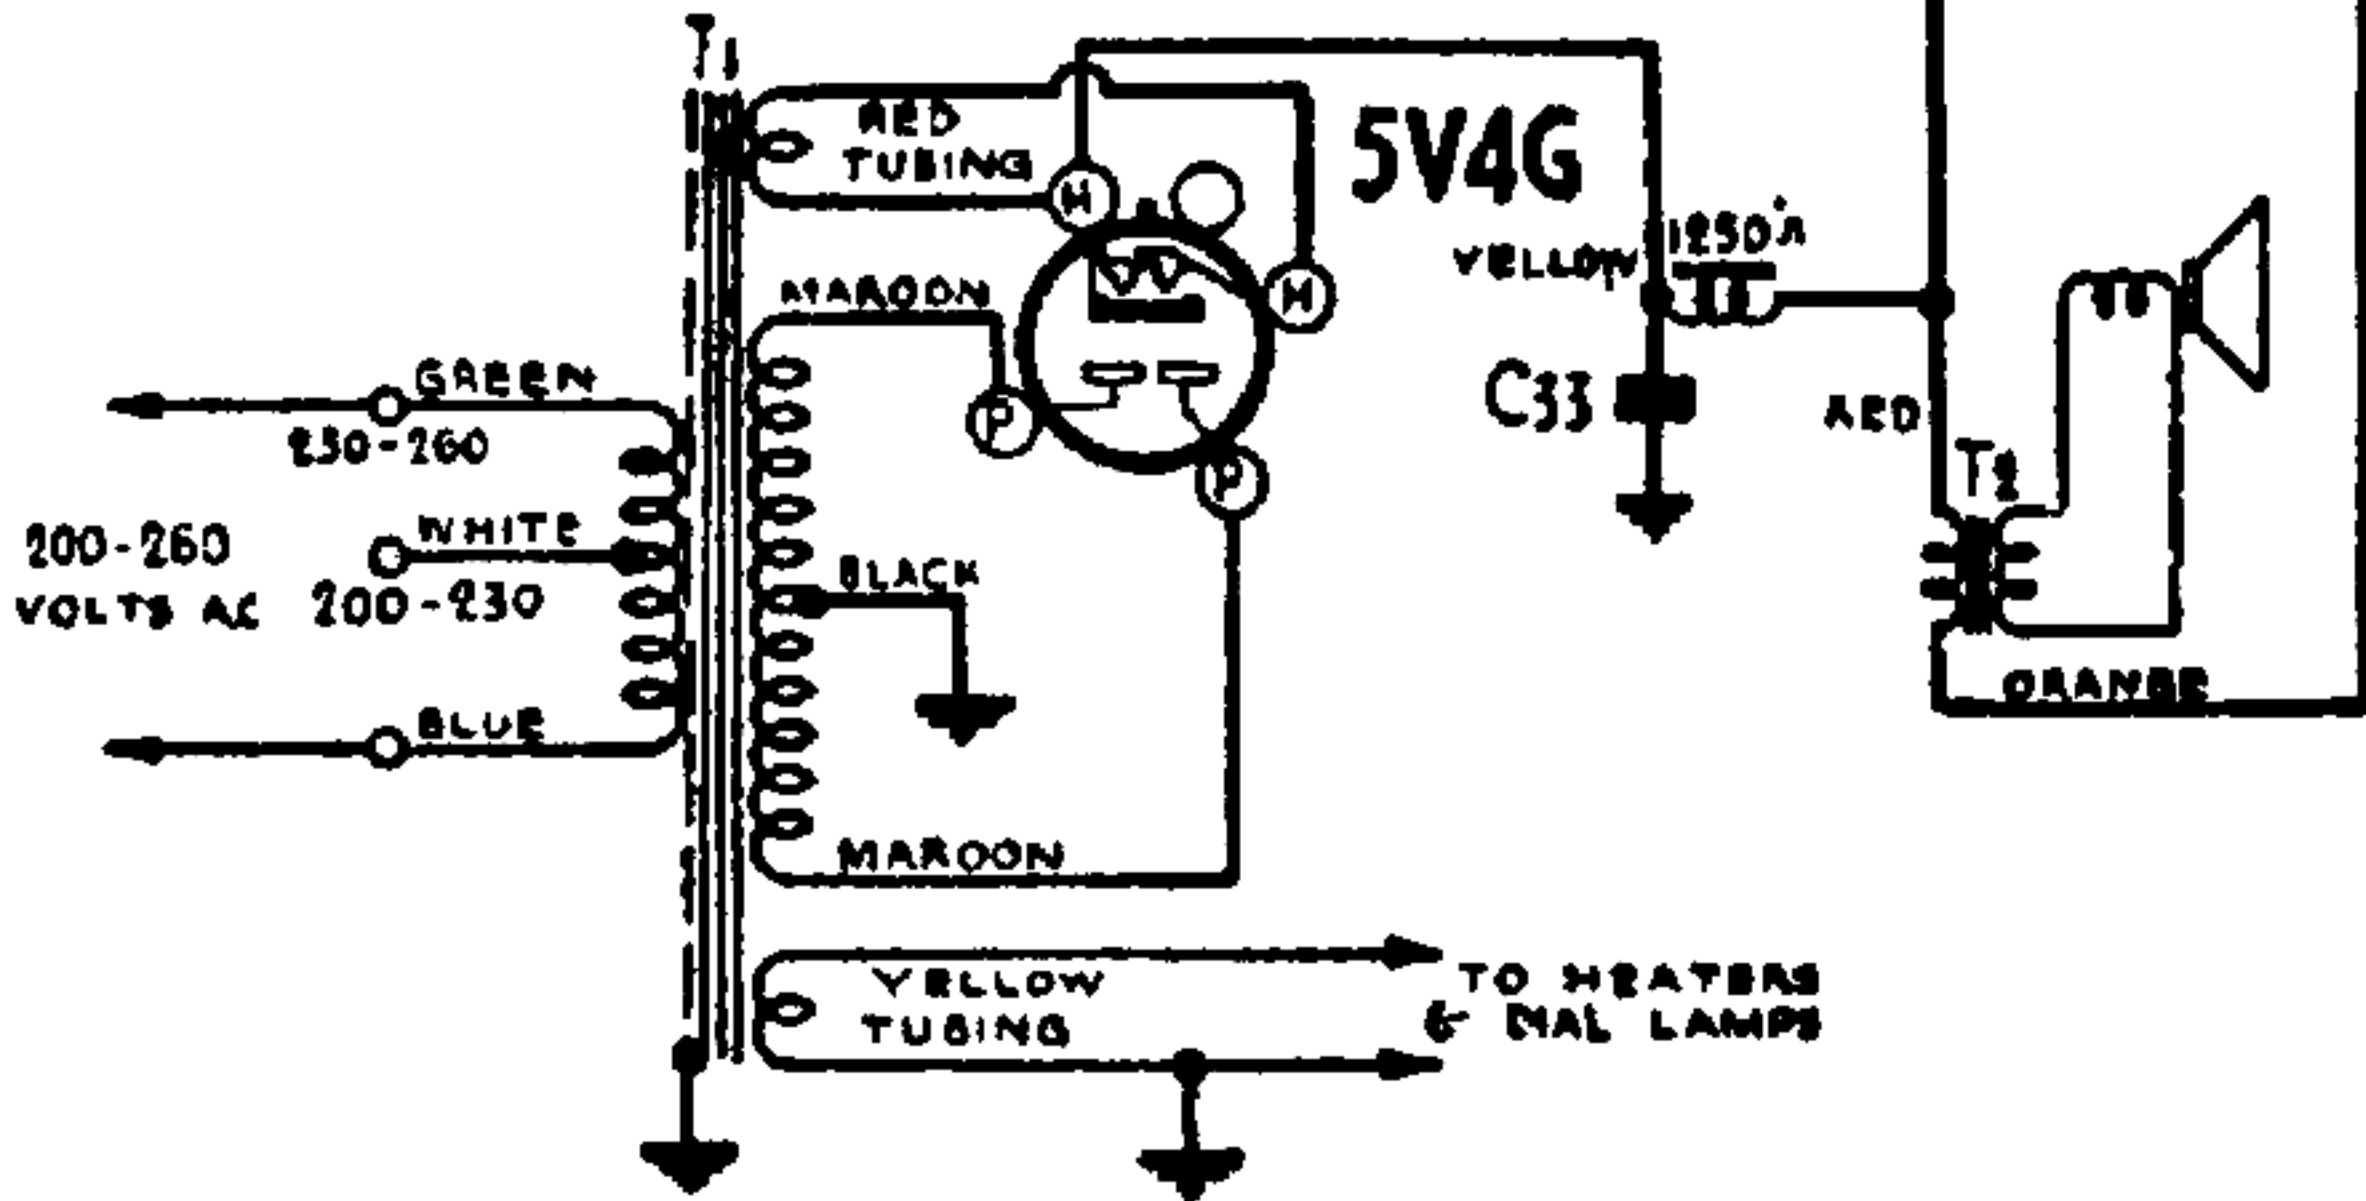 RED
TUBING
5V4G
H
H
YELLOW
1250Ω
MAROON
P
P
GREEN
230-260
C33
RED
T2
WHITE
200-260
VOLTS AC
200-230
BLACK
BLUE
ORANGE
MAROON
YELLOW
TUBING
TO HEATERS
& DIAL LAMPS